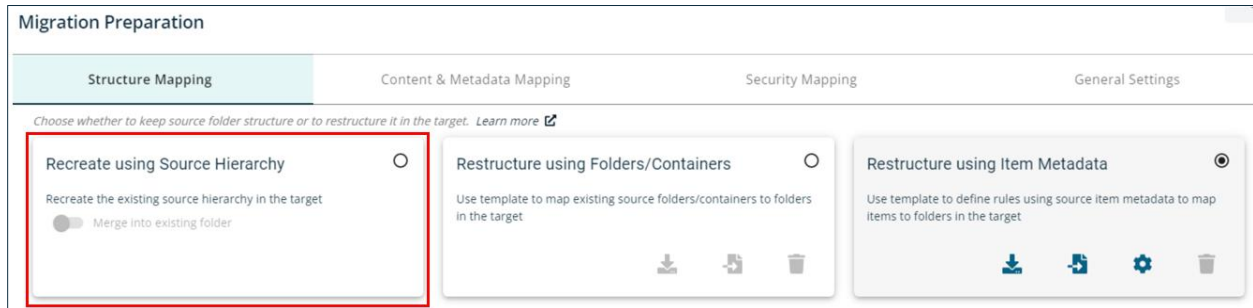 Migration Preparation
Structure Mapping
Content & Metadata Mapping
Security Mapping
General Settings
Choose whether to keep source folder structure or to restructure it in the target. Learn more
Recreate using Source Hierarchy
Recreate the existing source hierarchy in the target
Merge into existing folder
Restructure using Folders/Containers
Use template to map existing source folders/containers to folders
in the target
Restructure using Item Metadata
Use template to define rules using source item metadata to map
items to folders in the target